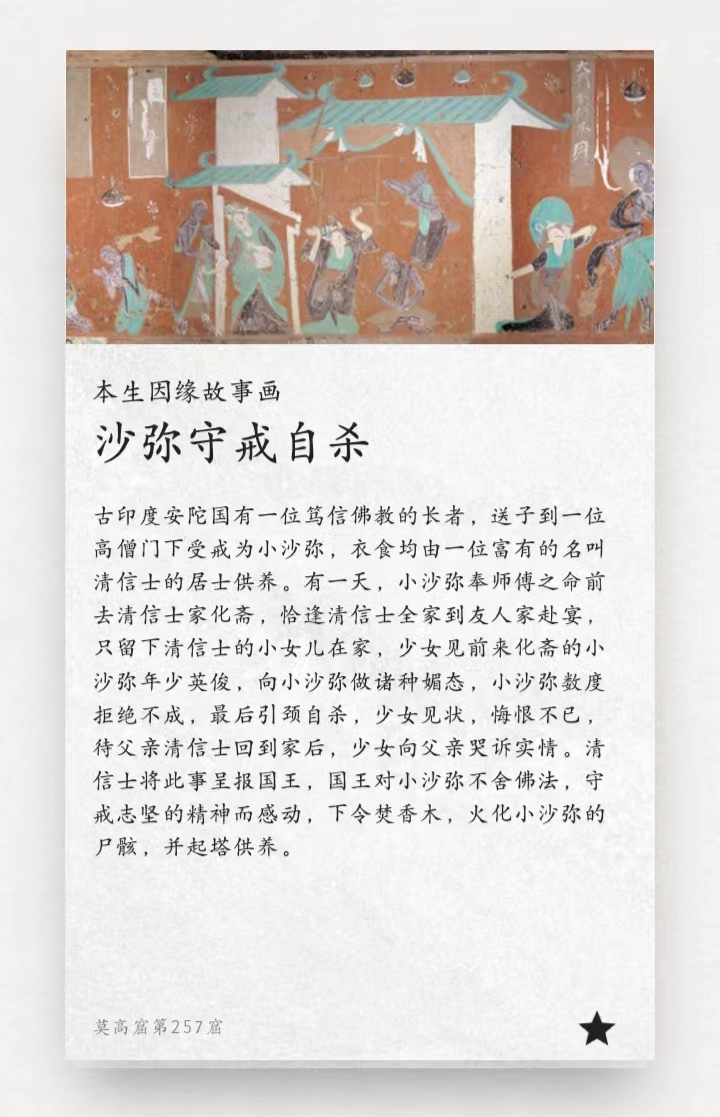 本生因缘故事画
沙弥守戒自杀
古印度安陀国有一位笃信佛教的长者，送子到一位
高僧门下受戒为小沙弥，衣食均由一位富有的名叫
清信士的居士供养。有一天，小沙弥奉师傅之命前
去清信士家化斋，恰逢清信士全家到友人家赴宴，
只留下清信士的小女儿在家，少女见前来化斋的小
沙弥年少英俊，向小沙弥做诸种媚态，小沙弥数度
拒绝不成，最后引颈自杀，少女见状，悔恨不已，
待父亲清信士回到家后，少女向父亲哭诉实情。清
信士将此事呈报国王，国王对小沙弥不舍佛法，守
戒志坚的精神而感动，下令焚香木，火化小沙弥的
尸骸，并起塔供养。
莫高窟第257窟